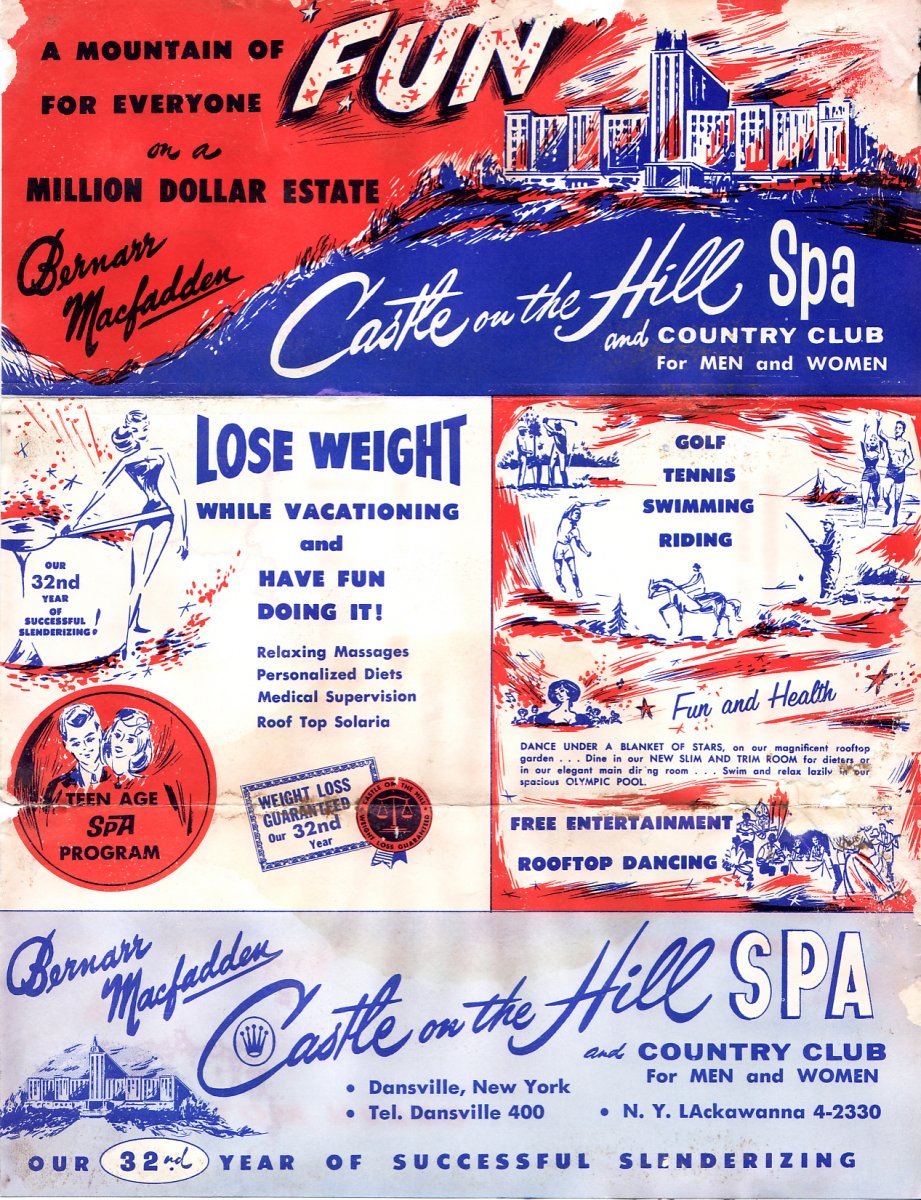 A MOUNTAIN OF FUN
FOR EVERYONE
on a
MILLION DOLLAR ESTATE
Bernarr
Macfadden
Castle on the Hill Spa
and COUNTRY CLUB
For MEN and WOMEN
LOSE WEIGHT
WHILE VACATIONING
and
HAVE FUN
DOING IT!
OUR
32nd
YEAR
OF
SUCCESSFUL
SLENDERIZING!
Relaxing Massages
Personalized Diets
Medical Supervision
Roof Top Solaria
TEEN AGE
SPA
PROGRAM
WEIGHT LOSS
GUARANTEED
Our 32nd
Year
CASTLE ON THE HILL
WEIGHT LOSS GUARANTEED
GOLF
TENNIS
SWIMMING
RIDING
Fun and Health
DANCE UNDER A BLANKET OF STARS, on our magnificent rooftop
garden . . . Dine in our NEW SLIM AND TRIM ROOM for dieters or
in our elegant main dining room . . . Swim and relax lazily in our
spacious OLYMPIC POOL.
FREE ENTERTAINMENT
ROOFTOP DANCING
Bernarr
Macfadden
Castle on the Hill SPA
and COUNTRY CLUB
For MEN and WOMEN
• Dansville, New York
• Tel. Dansville 400 • N. Y. LAckawanna 4-2330
OUR 32nd YEAR OF SUCCESSFUL SLENDERIZING